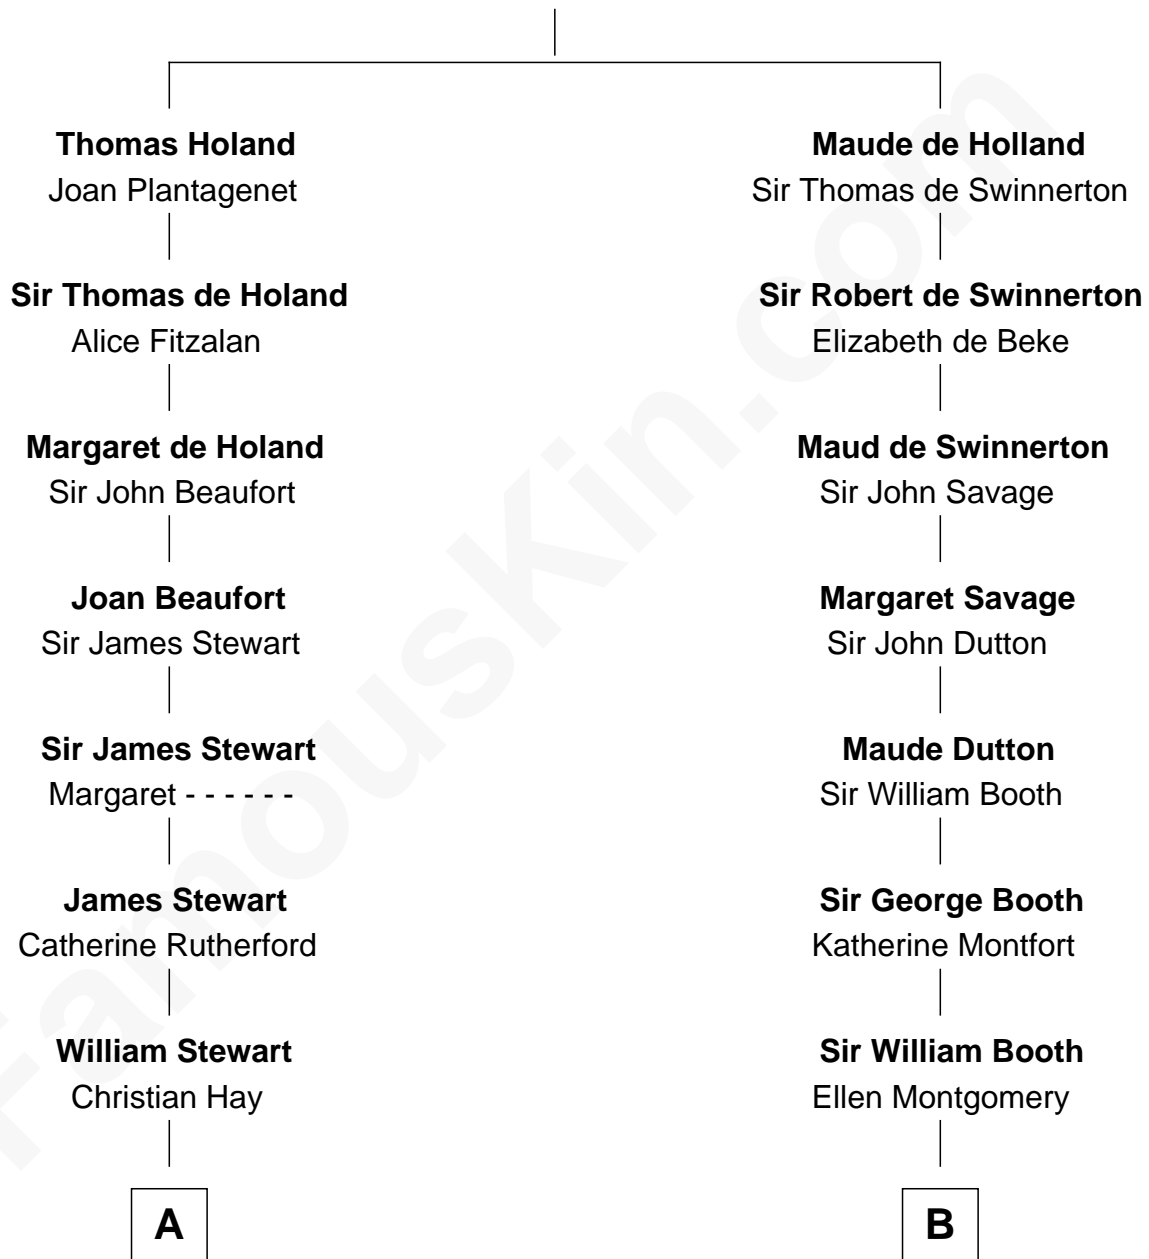 Thomas Holand
Joan Plantagenet
Sir Thomas de Holand
Alice Fitzalan
Margaret de Holand
Sir John Beaufort
Joan Beaufort
Sir James Stewart
Sir James Stewart
Margaret - - - - - -
James Stewart
Catherine Rutherford
William Stewart
Christian Hay
A
Maude de Holland
Sir Thomas de Swinnerton
Sir Robert de Swinnerton
Elizabeth de Beke
Maud de Swinnerton
Sir John Savage
Margaret Savage
Sir John Dutton
Maude Dutton
Sir William Booth
Sir George Booth
Katherine Montfort
Sir William Booth
Ellen Montgomery
B
FamousKin.com